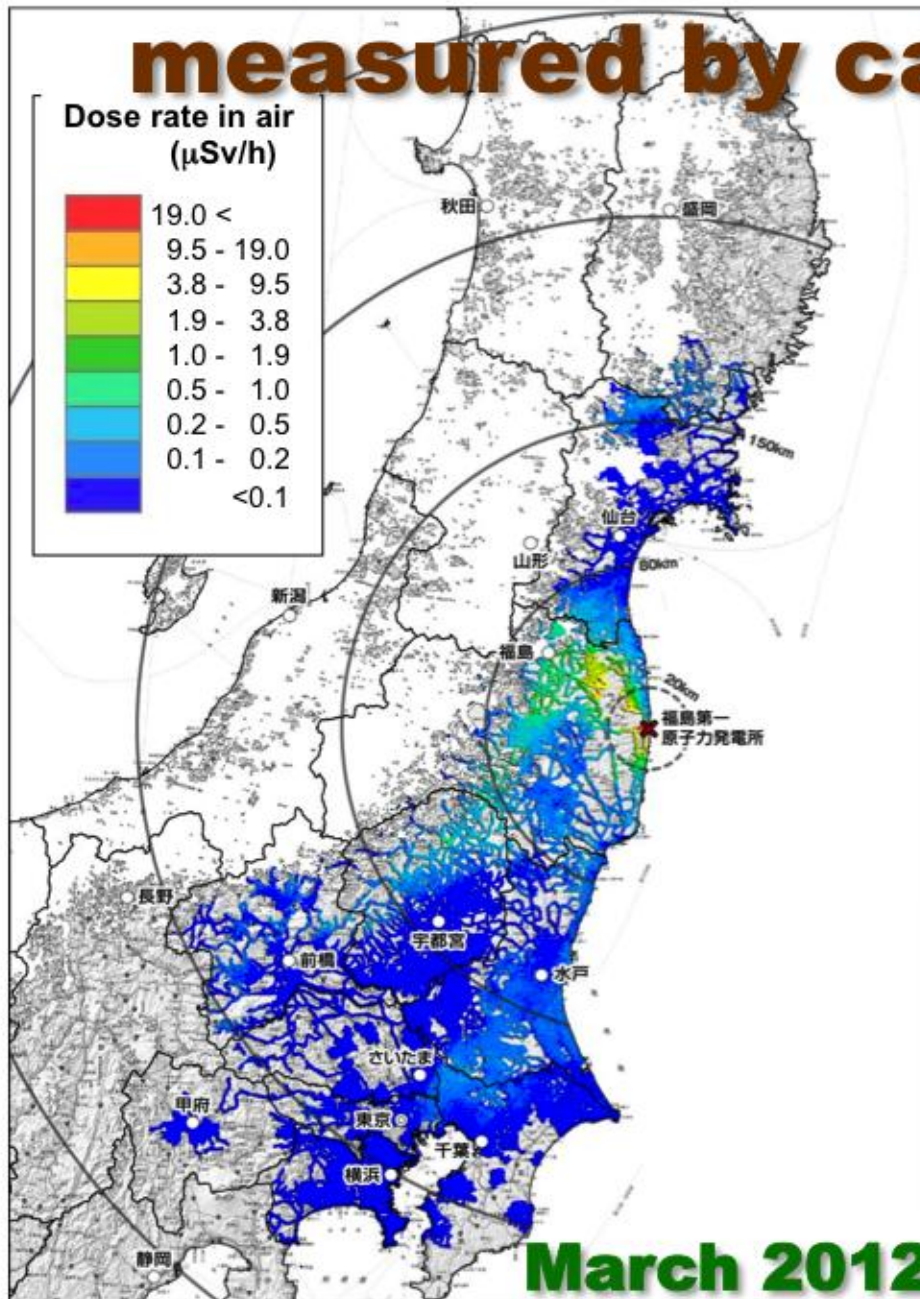 measured by ca
Dose rate in air
(μSv/h)
19.0 <
9.5 - 19.0
3.8 - 9.5
1.9 - 3.8
1.0 - 1.9
0.5 - 1.0
0.2 - 0.5
0.1 - 0.2
<0.1
秋田
盛岡
150km
仙台
山形
80km
新潟
福島
20km
福島第一
原子力発電所
長野
宇都宮
前橋
水戸
さいたま
甲府
東京
千葉
横浜
静岡
March 2012